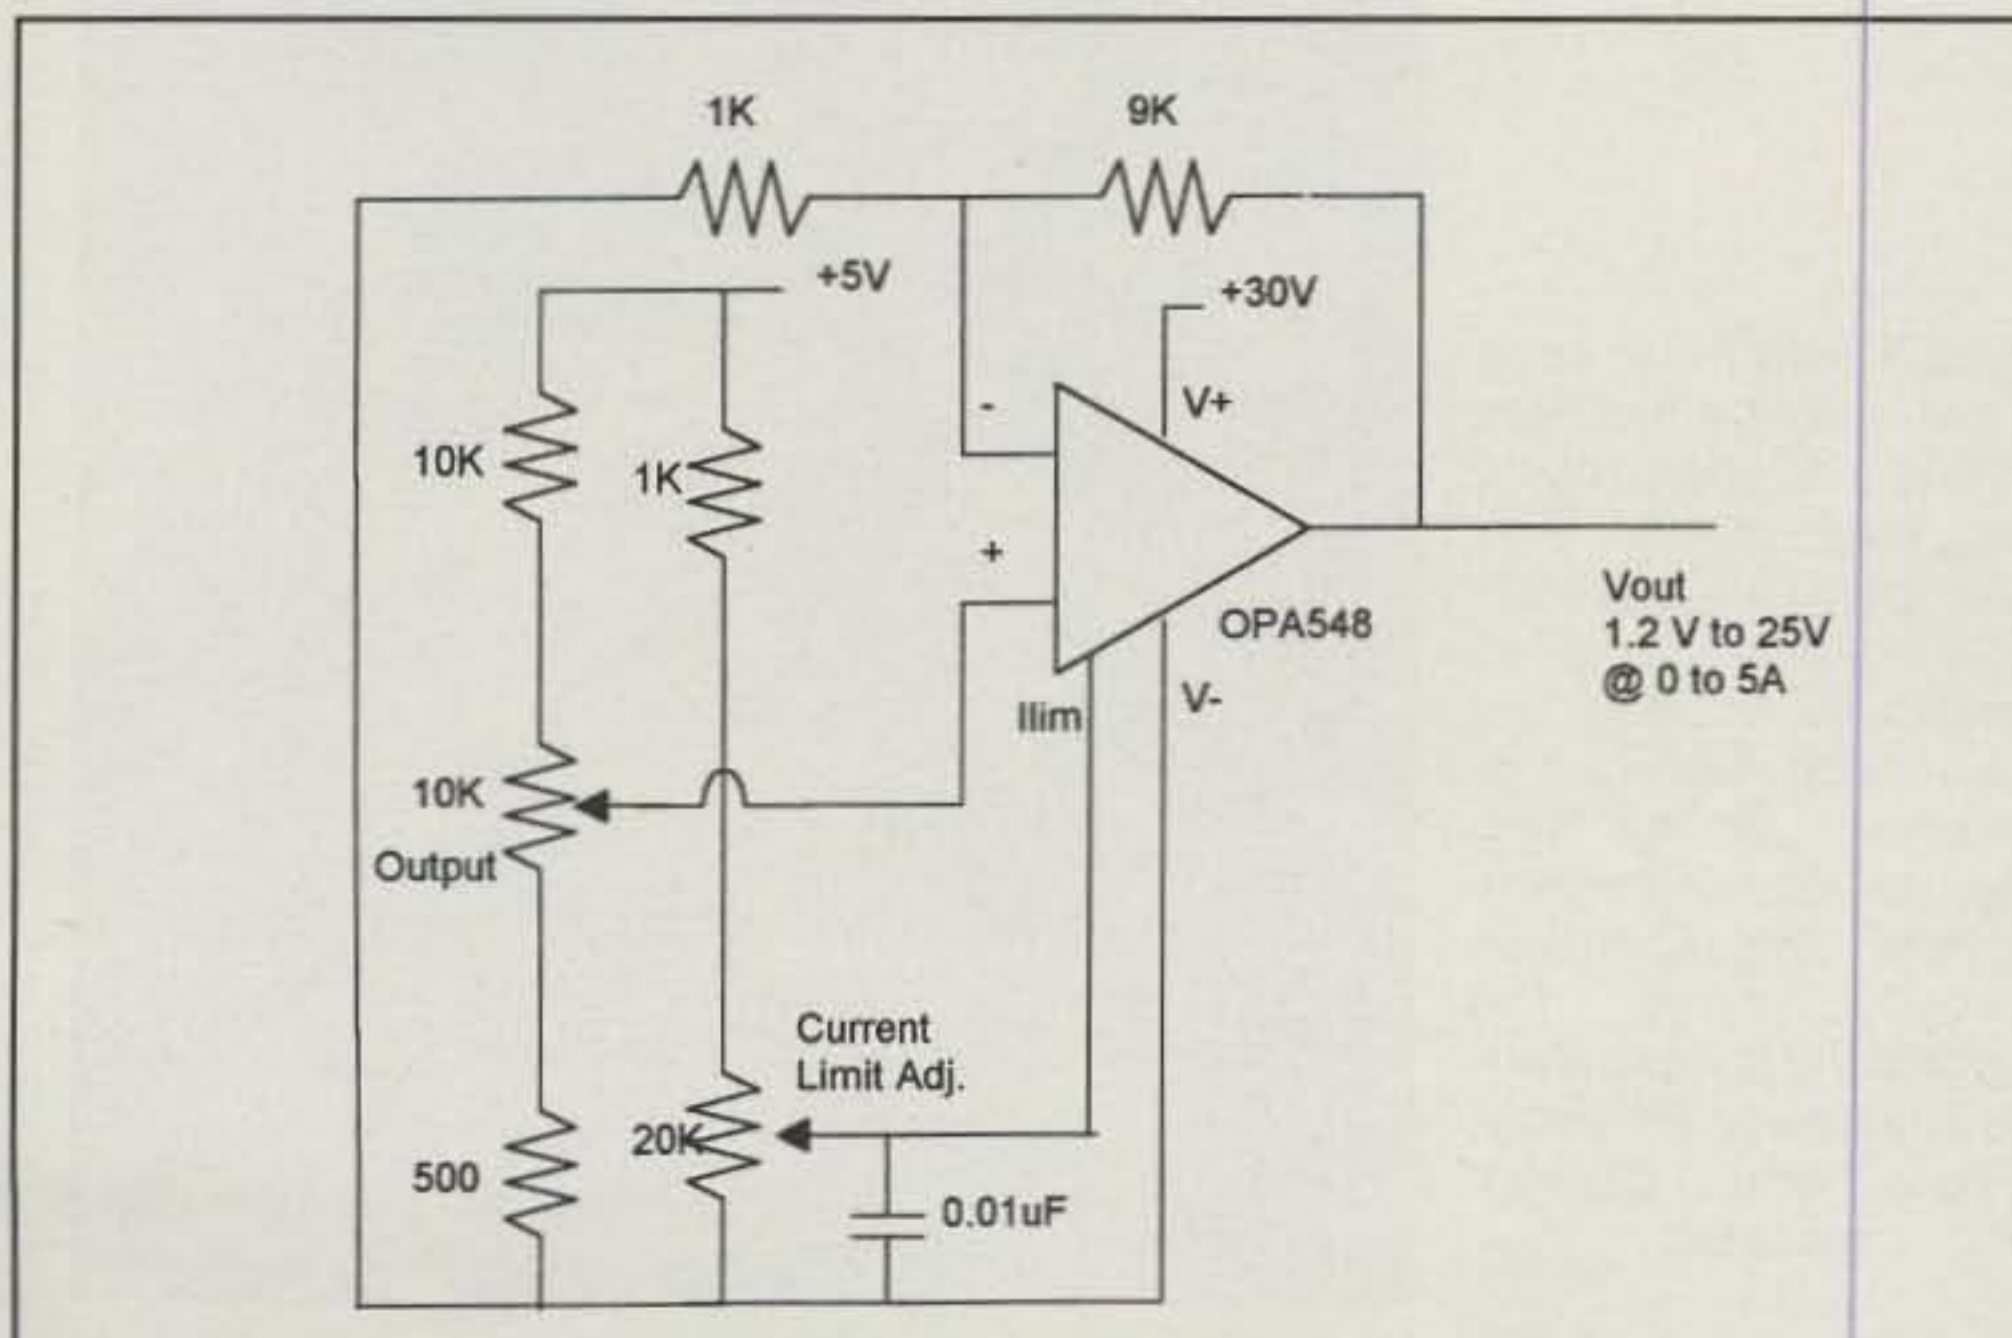 1K
9K
+5V
+30V
-
V+
10K
1K
+
Vout
1.2 V to 25V
@ 0 to 5A
OPA548
V-
Ilim
10K
Output
Current
Limit Adj.
20K
500
0.01uF